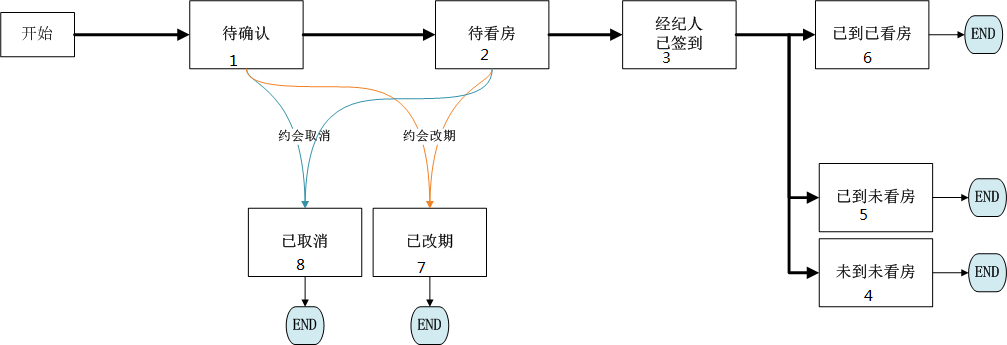 开始
待确认
1
待看房
2
经纪人
已签到
3
已到已看房
6
END
约会取消
约会改期
已到未看房
5
END
已取消
8
已改期
7
未到未看房
4
END
END
END